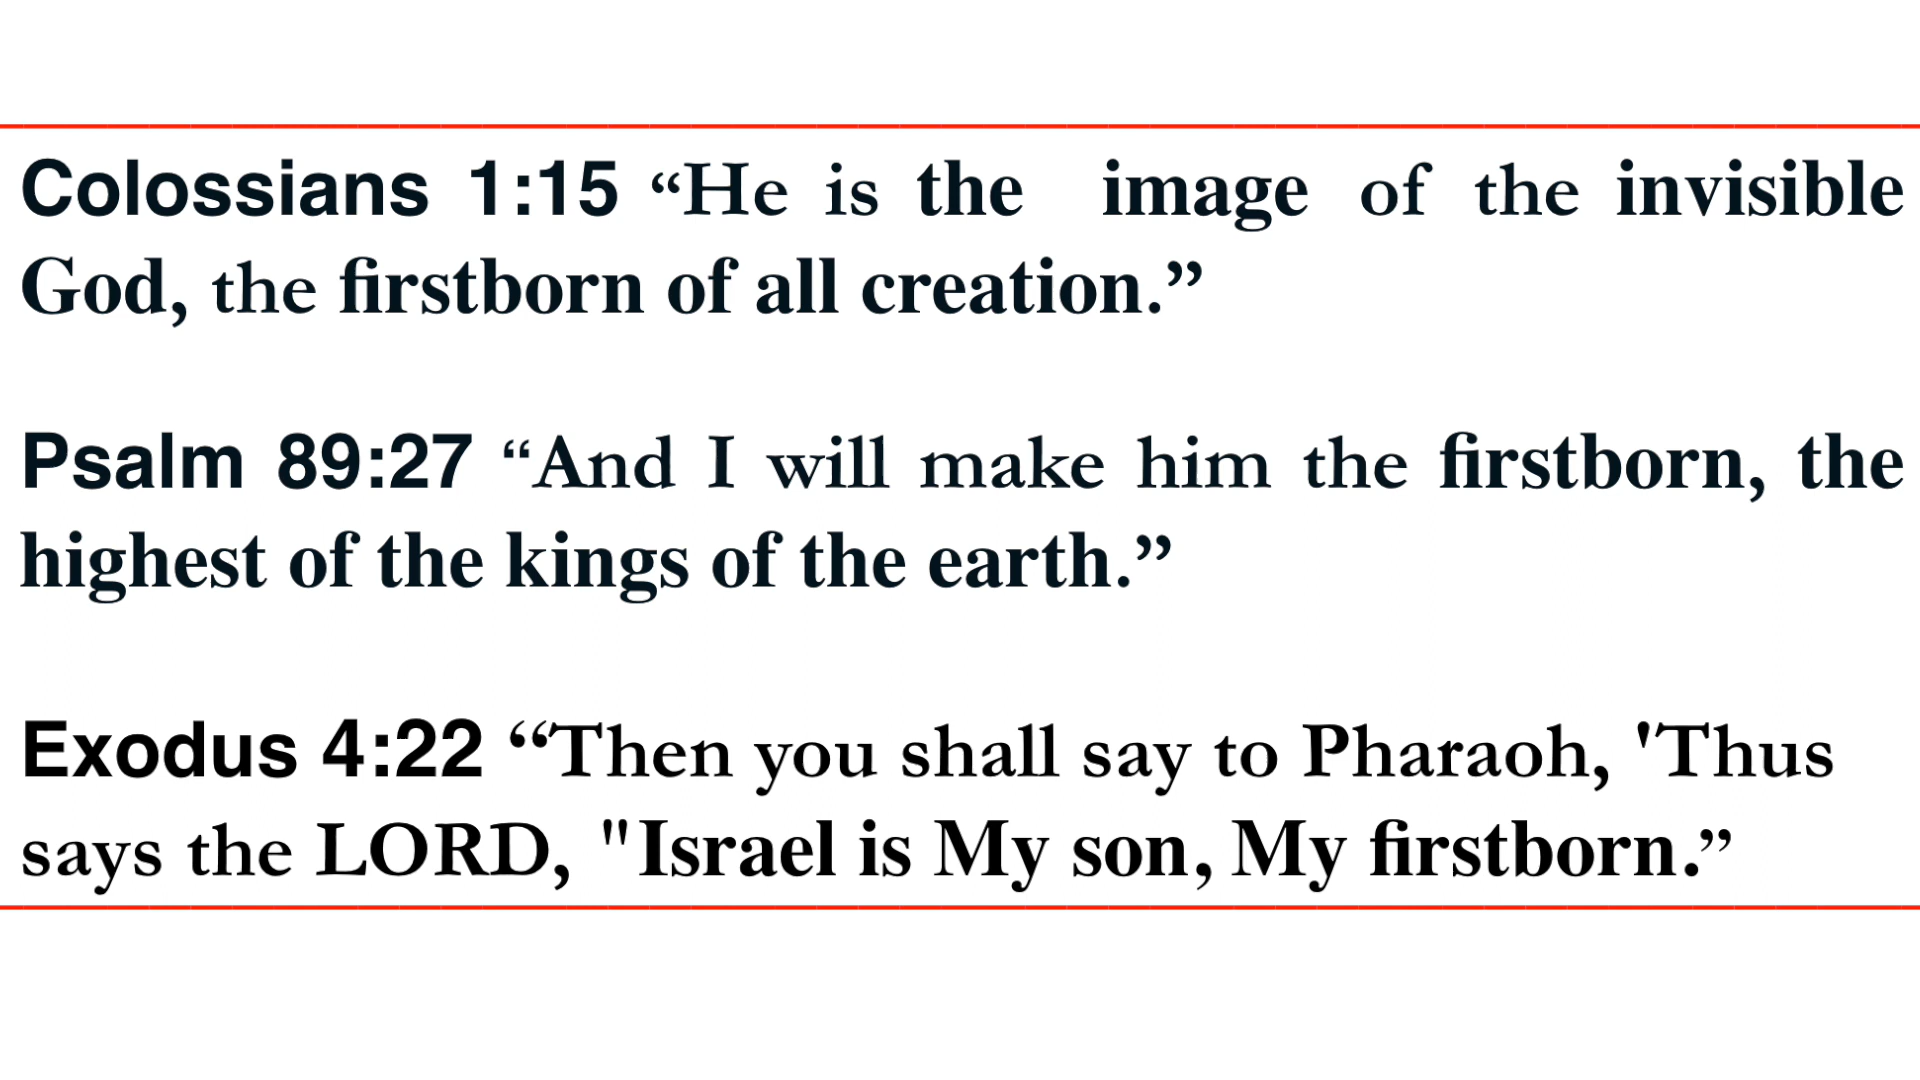 Colossians 1:15 “He is the image of the invisible
God, the firstborn of all creation.”
Psalm 89:27 “And I will make him the firstborn, the
highest of the kings of the earth.”
Exodus 4:22 “Then you shall say to Pharaoh, 'Thus
says the LORD, "Israel is My son, My firstborn.”